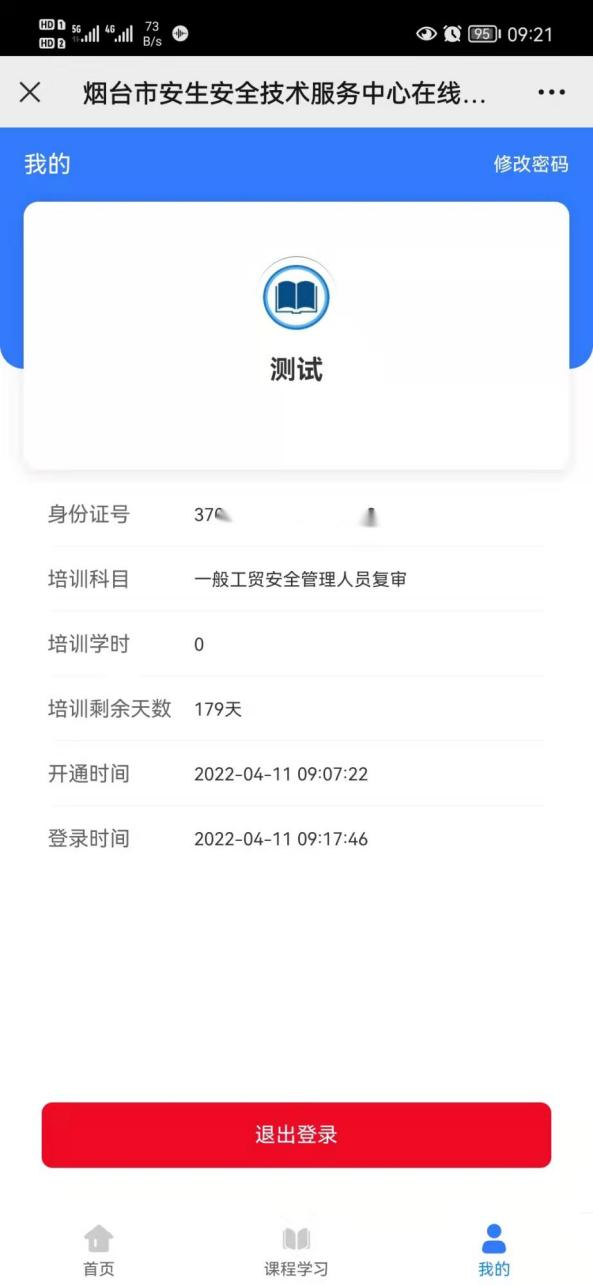 HD 1 5G 4G 73 95 09:21
HD 2 B/s
烟台市安生安全技术服务中心在线...
我的 修改密码
测试
身份证号 370
培训科目 一般工贸安全管理人员复审
培训学时 0
培训剩余天数 179天
开通时间 2022-04-11 09:07:22
登录时间 2022-04-11 09:17:46
退出登录
首页 课程学习 我的